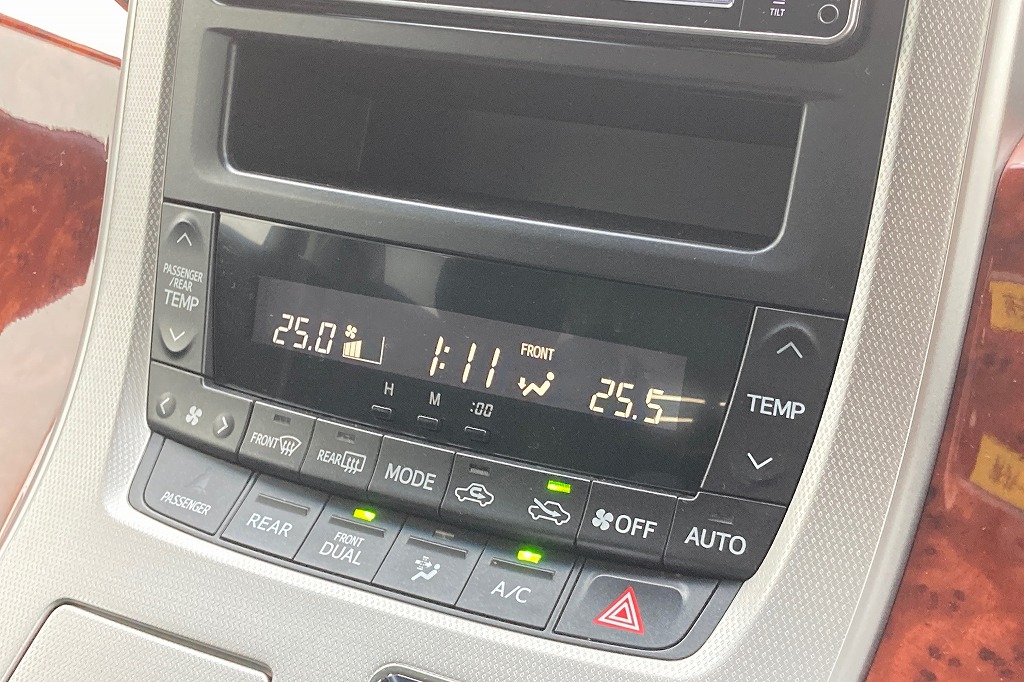 TILT
PASSENGER
/REAR
TEMP
25.0
1:11
FRONT
25.5
TEMP
H
M
:00
FRONT
REAR
MODE
OFF
AUTO
PASSENGER
REAR
FRONT
DUAL
A/C